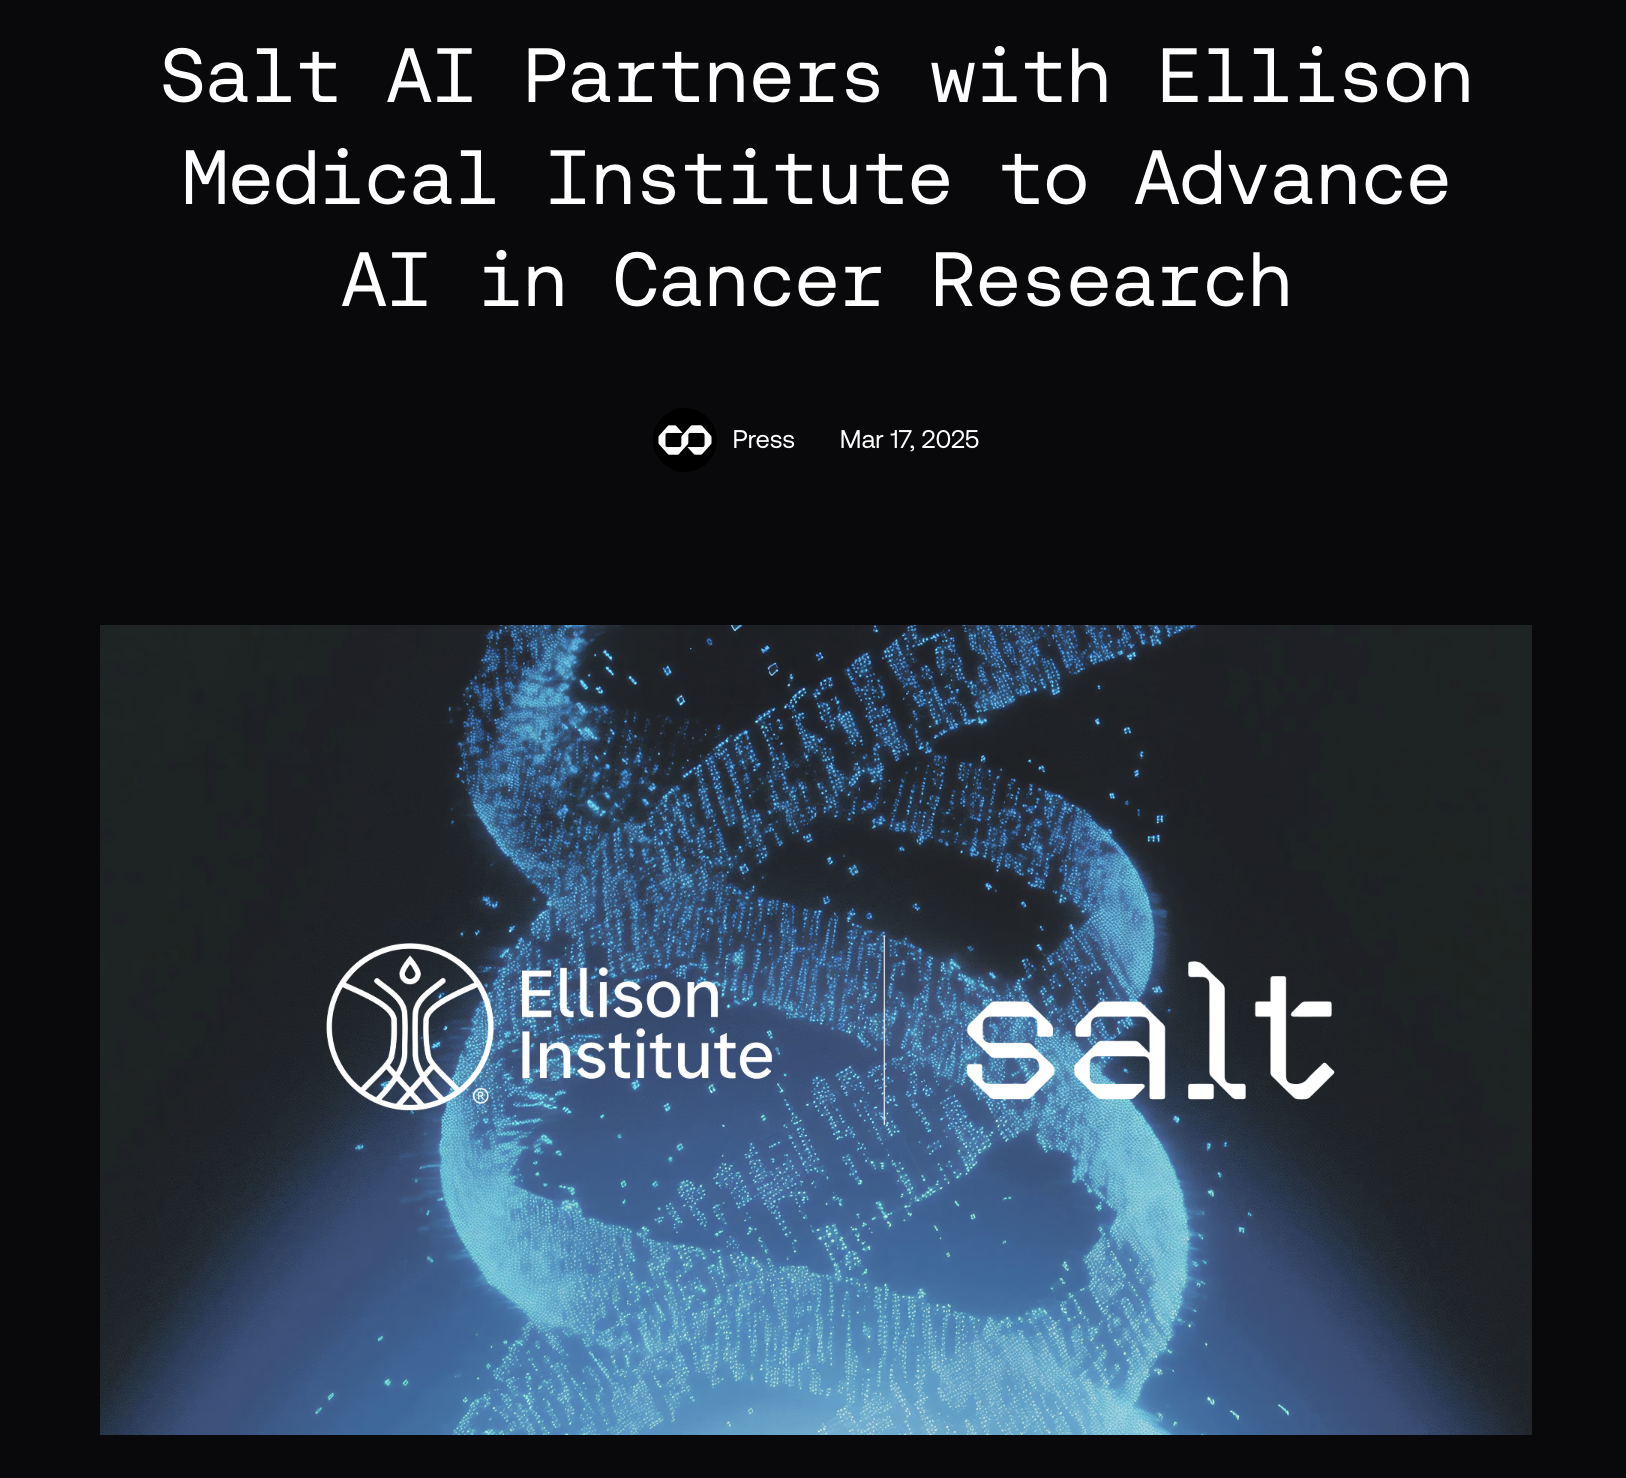 Salt AI Partners with Ellison
Medical Institute to Advance
AI in Cancer Research
Press Mar 17, 2025
Ellison
Institute
®
salt